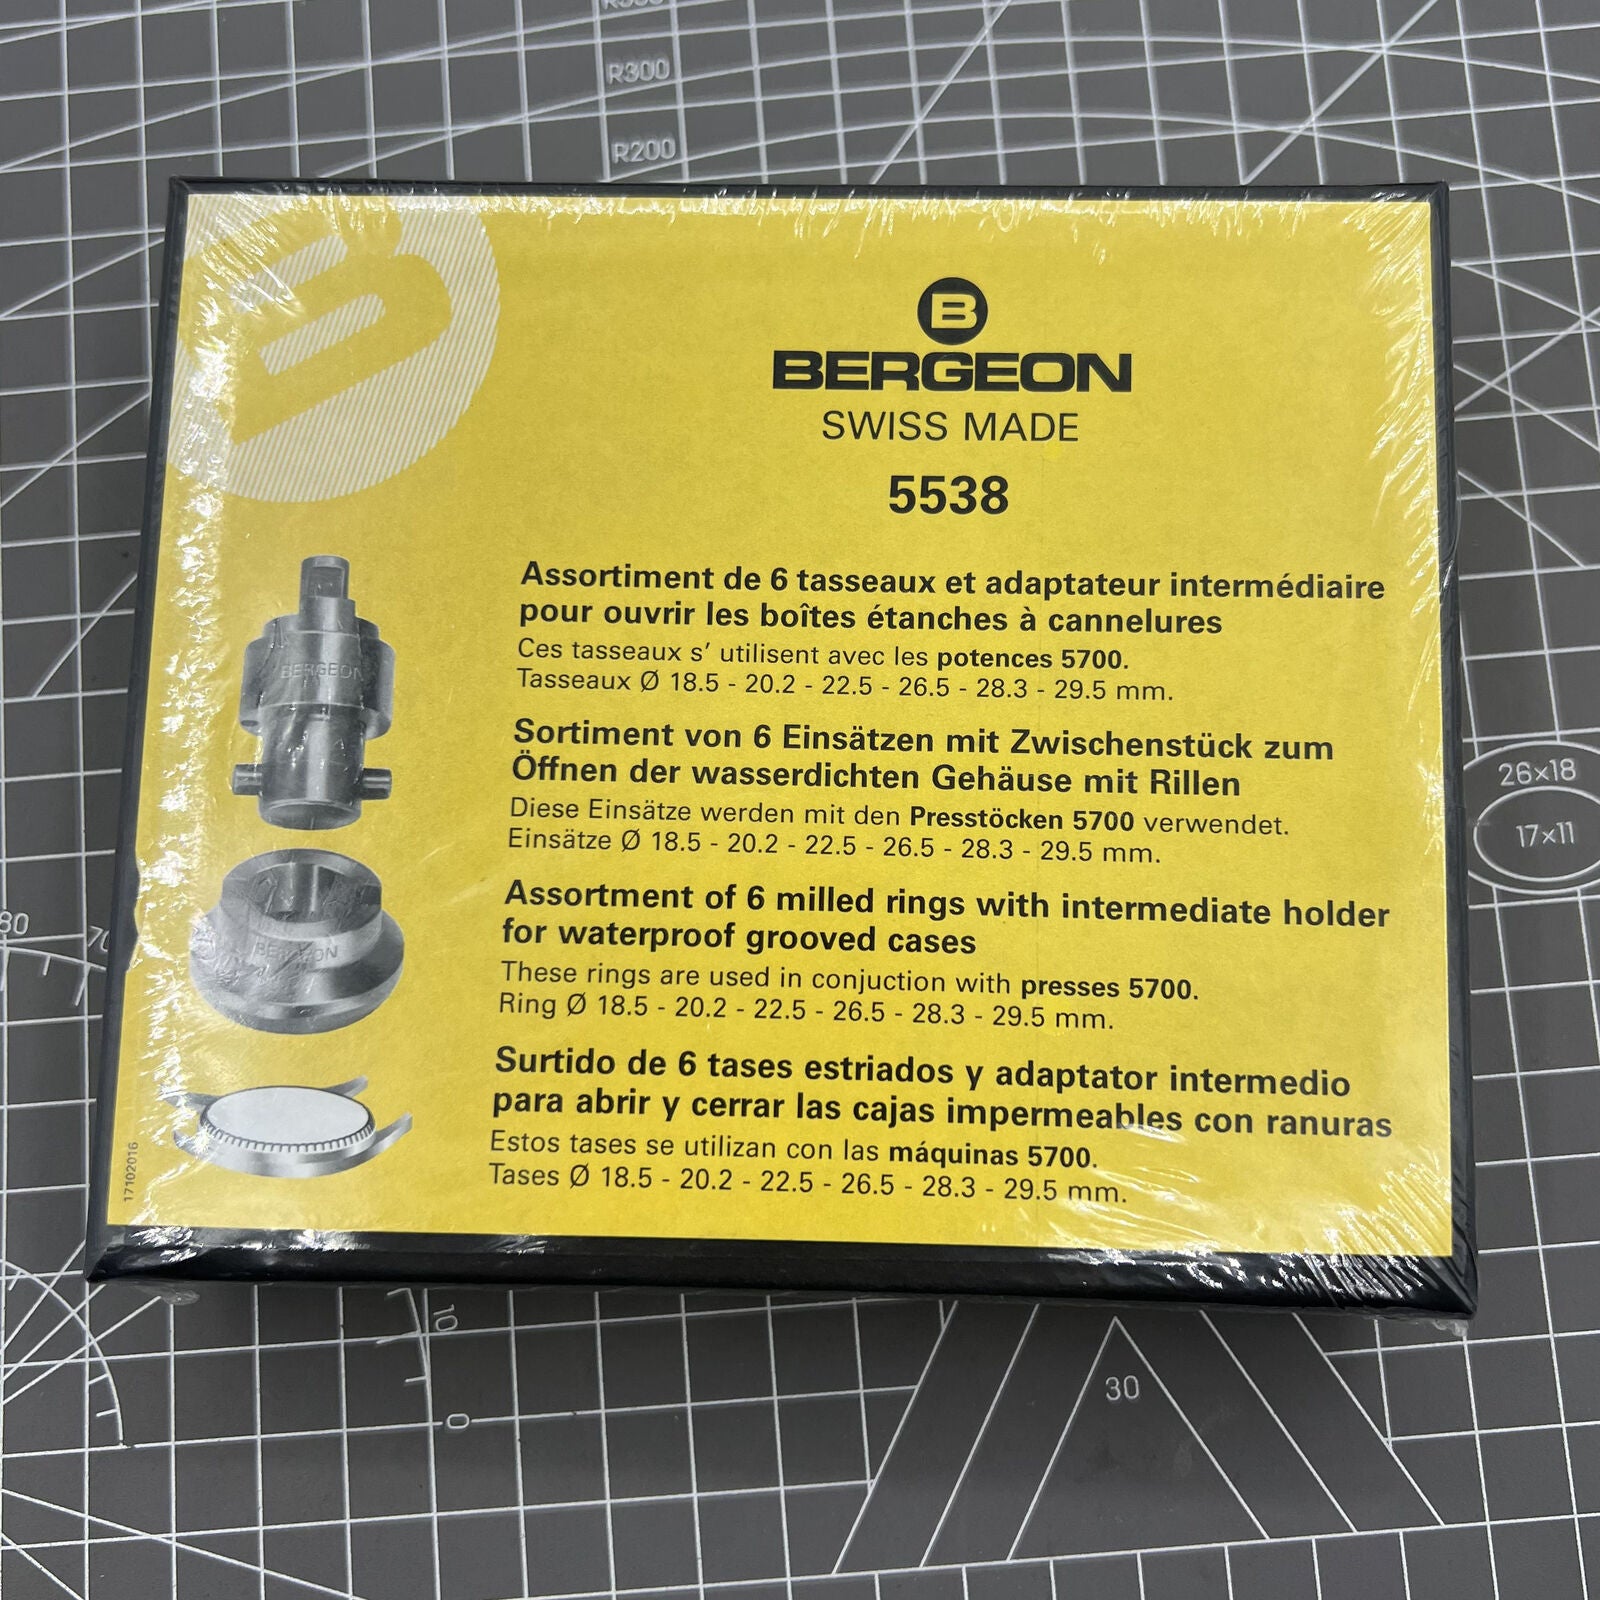 R300
R200
B
BERGEON
SWISS MADE
5538
Assortiment de 6 tasseaux et adaptateur intermédiaire
pour ouvrir les boîtes étanches à cannelures
Ces tasseaux s' utilisent avec les potences 5700.
Tasseaux Ø 18.5 - 20.2 - 22.5 - 26.5 - 28.3 - 29.5 mm.
Sortiment von 6 Einsätzen mit Zwischenstück zum
Öffnen der wasserdichten Gehäuse mit Rillen
Diese Einsätze werden mit den Presstöcken 5700 verwendet.
Einsätze Ø 18.5 - 20.2 - 22.5 - 26.5 - 28.3 - 29.5 mm.
Assortment of 6 milled rings with intermediate holder
for waterproof grooved cases
These rings are used in conjuction with presses 5700.
Ring Ø 18.5 - 20.2 - 22.5 - 26.5 - 28.3 - 29.5 mm.
Surtido de 6 tases estriados y adaptator intermedio
para abrir y cerrar las cajas impermeables con ranuras
Estos tases se utilizan con las máquinas 5700.
Tases Ø 18.5 - 20.2 - 22.5 - 26.5 - 28.3 - 29.5 mm.
BERGEON
BERGEON
17102016
26×18
17×11
80
10
0
30